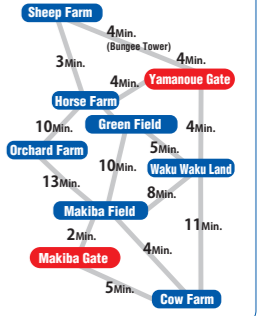 Sheep Farm
4Min.
(Bungee Tower)
3Min.
4Min.
4Min.
Yamanoue Gate
Horse Farm
Green Field
10Min.
4Min.
Orchard Farm
5Min.
10Min.
Waku Waku Land
13Min.
8Min.
Makiba Field
11Min.
2Min.
4Min.
Makiba Gate
5Min.
Cow Farm